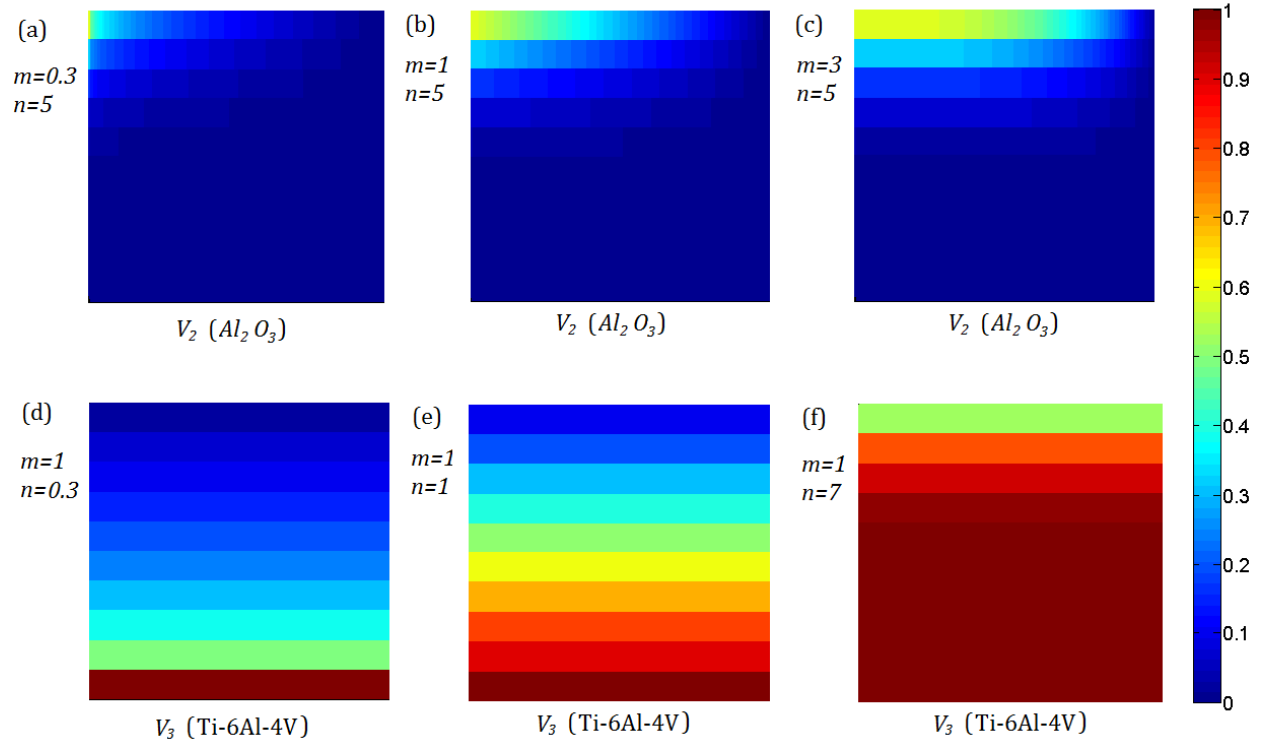 (a)
m=0.3
n=5
V₂ (Al₂ O₃)
(b)
m=1
n=5
V₂ (Al₂ O₃)
(c)
m=3
n=5
V₂ (Al₂ O₃)
(d)
m=1
n=0.3
V₃ (Ti-6Al-4V)
(e)
m=1
n=1
V₃ (Ti-6Al-4V)
(f)
m=1
n=7
V₃ (Ti-6Al-4V)
1
0.9
0.8
0.7
0.6
0.5
0.4
0.3
0.2
0.1
0